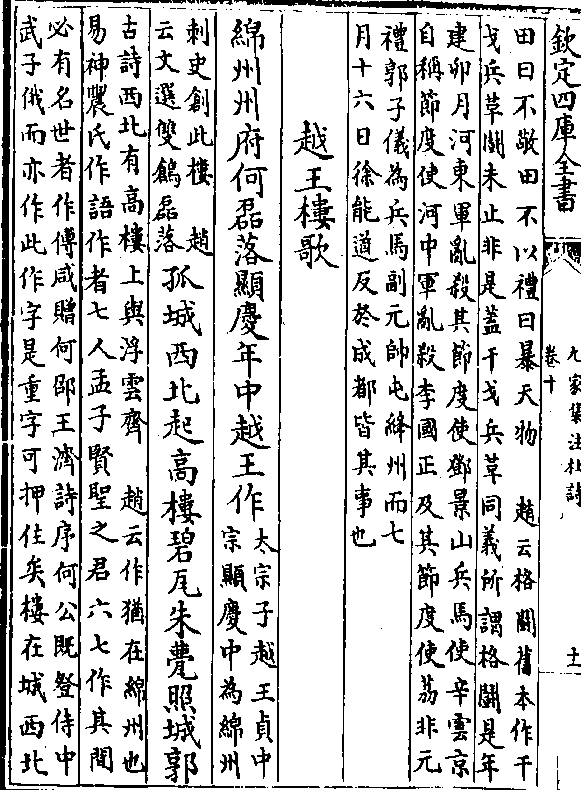 欽定四庫全書
九家集注杜詩
卷十
十一
田曰不敬田不以禮曰暴天物 趙云格鬬舊本作干
戈兵草鬬未止非是蓋干戈兵草同義所謂格鬬是年
建卯月河東軍亂殺其節度使鄧景山兵馬使辛雲京
自稱節度使河中軍亂殺李國正及其節度使荔非元
禮郭子儀為兵馬副元帥屯絳州而七
月十六日徐能道反於成都皆其事也
越王樓歌
綿州州府何磊落顯慶年中越王作
太宗子越王貞中
宗顯慶中為綿州
刺史創此樓 趙
云文選雙鶴磊落
孤城西北起高樓碧瓦朱甍照城郭
古詩西北有高樓上與浮雲齊 趙云作猶在綿州也
易神農氏作語作者七人孟子賢聖之君六七作其間
必有名世者作傅咸贈何邵王濟詩序何公既登侍中
武子俄而亦作此作字是重字可押住矣樓在城西北